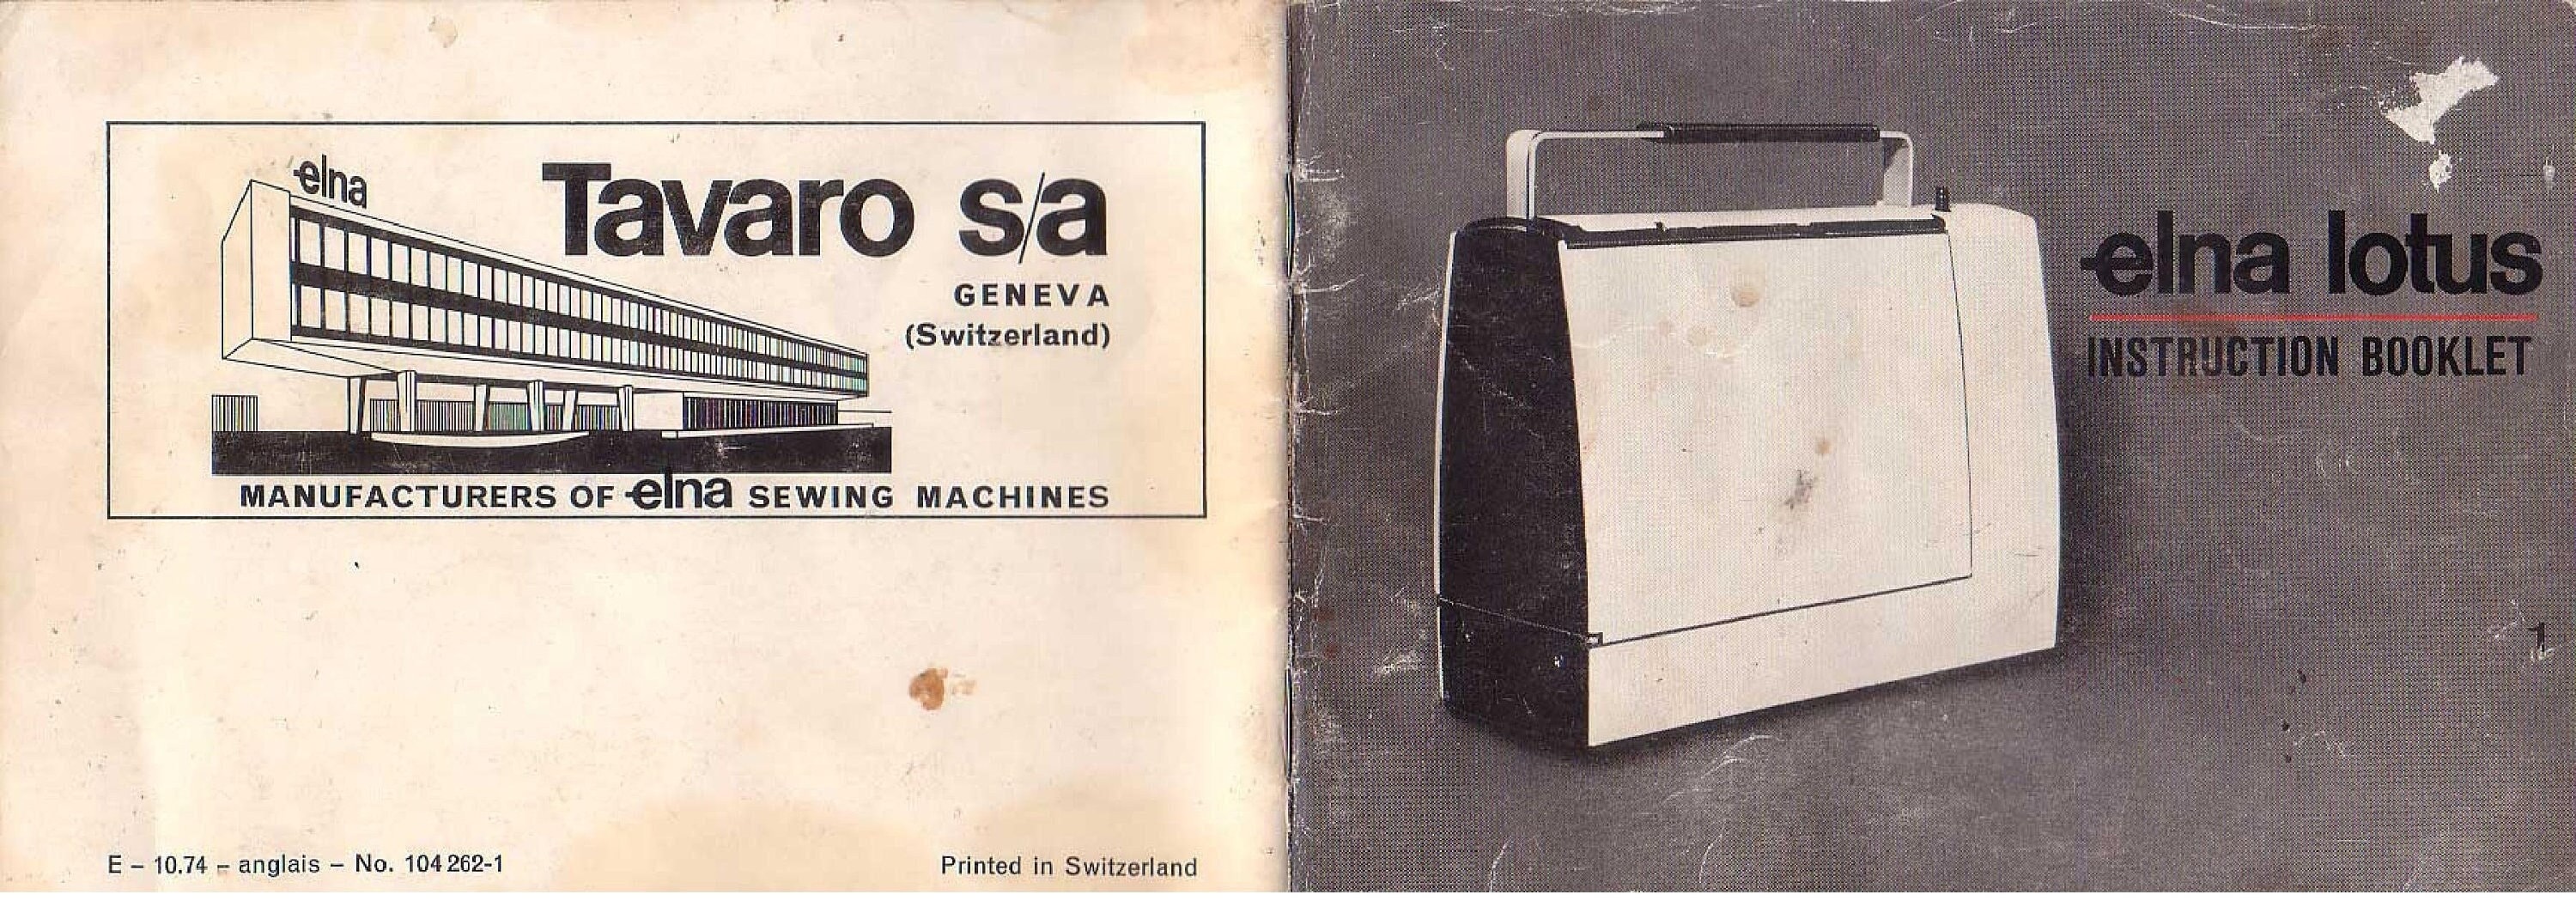 elna
Tavaro s/a
GENEVA
(Switzerland)
MANUFACTURERS OF elna SEWING MACHINES
E – 10.74 – anglais – No. 104 262-1
Printed in Switzerland
elna lotus
INSTRUCTION BOOKLET
1